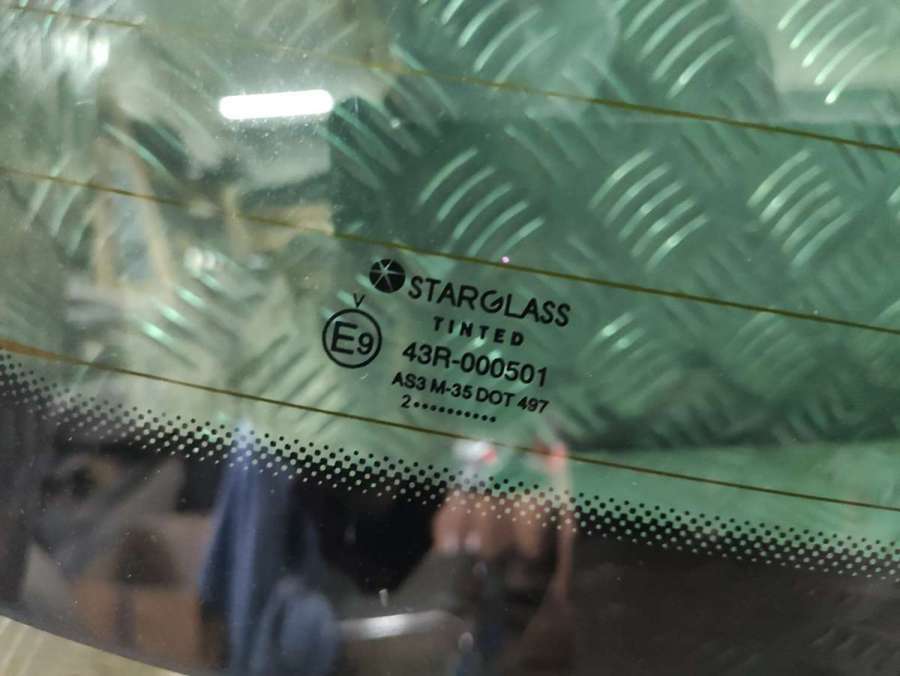 STARGLASS
TINTED
V
E9
43R-000501
AS3 M-35 DOT 497
2••••••••••